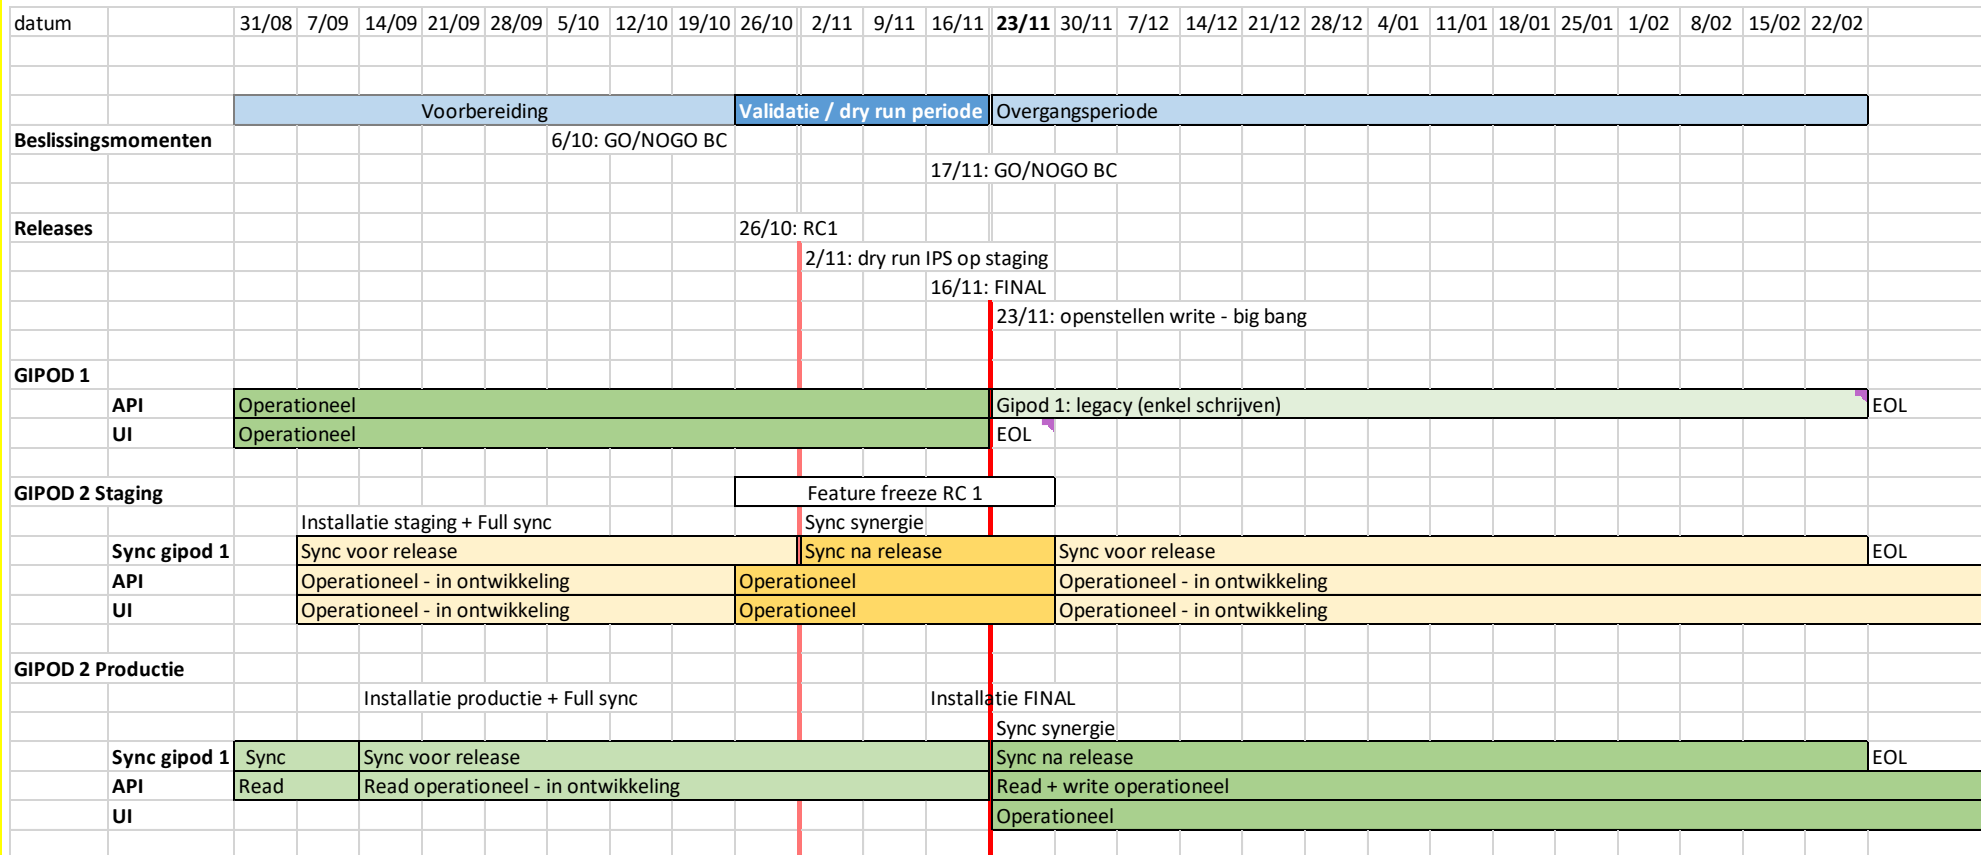 datum 31/08 7/09 14/09 21/09 28/09 5/10 12/10 19/10 26/10 2/11 9/11 16/11 23/11 30/11 7/12 14/12 21/12 28/12 4/01 11/01 18/01 25/01 1/02 8/02 15/02 22/02
Voorbereiding Validatie / dry run periode Overgangsperiode
Beslissingsmomenten 6/10: GO/NOGO BC
17/11: GO/NOGO BC
Releases 26/10: RC1
2/11: dry run IPS op staging
16/11: FINAL
23/11: openstellen write - big bang
GIPOD 1
API Operationeel Gipod 1: legacy (enkel schrijven) EOL
UI Operationeel EOL
GIPOD 2 Staging Feature freeze RC 1
Installatie staging + Full sync Sync synergie
Sync gipod 1 Sync voor release Sync na release Sync voor release EOL
API Operationeel - in ontwikkeling Operationeel Operationeel - in ontwikkeling
UI Operationeel - in ontwikkeling Operationeel Operationeel - in ontwikkeling
GIPOD 2 Productie
Installatie productie + Full sync Installatie FINAL
Sync synergie
Sync gipod 1 Sync Sync voor release Sync na release EOL
API Read Read operationeel - in ontwikkeling Read + write operationeel
UI Operationeel